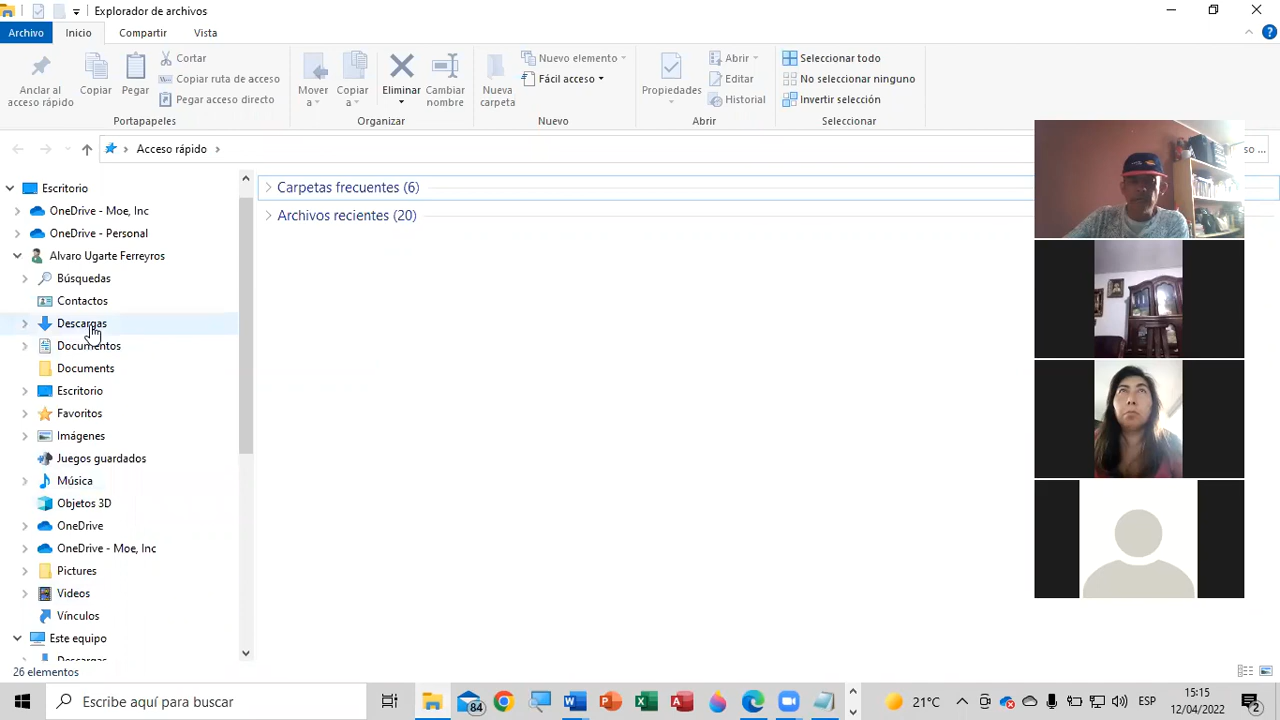 Explorador de archivos
Archivo Inicio Compartir Vista
Anclar al acceso rápido
Copiar
Pegar
Cortar
Copiar ruta de acceso
Pegar acceso directo
Portapapeles
Mover a
Copiar a
Eliminar
Cambiar nombre
Organizar
Nueva carpeta
Nuevo elemento
Fácil acceso
Nuevo
Propiedades
Abrir
Editar
Historial
Abrir
Seleccionar todo
No seleccionar ninguno
Invertir selección
Seleccionar
Acceso rápido
so ...
Escritorio
OneDrive - Moe, Inc
OneDrive - Personal
Alvaro Ugarte Ferreyros
Búsquedas
Contactos
Descargas
Documentos
Documents
Escritorio
Favoritos
Imágenes
Juegos guardados
Música
Objetos 3D
OneDrive
OneDrive - Moe, Inc
Pictures
Videos
Vínculos
Este equipo
Descargas
Carpetas frecuentes (6)
Archivos recientes (20)
26 elementos
Escribe aquí para buscar
84
21°C
ESP
15:15
12/04/2022
2